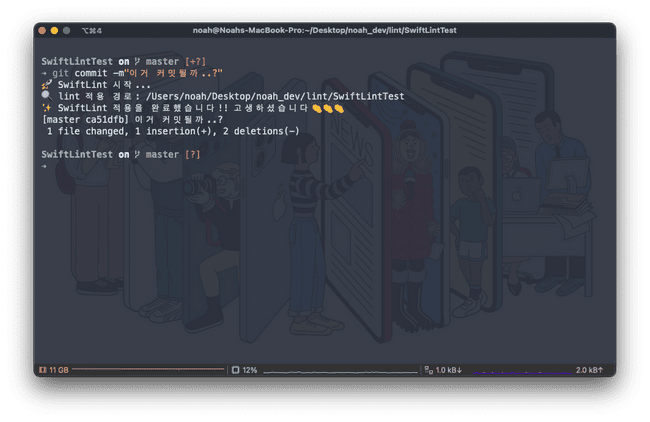 ⌥⌘4
noah@Noahs-MacBook-Pro:~/Desktop/noah_dev/lint/SwiftLintTest
SwiftLintTest on master [+?]
➜ git commit -m"이거 커밋될까..?"
🚀 SwiftLint 시작...
🔍 lint 적용 경로 : /Users/noah/Desktop/noah_dev/lint/SwiftLintTest
✨ SwiftLint 적용을 완료했습니다!! 고생하셨습니다👏👏👏
[master ca51dfb] 이거 커밋될까..?
1 file changed, 1 insertion(+), 2 deletions(-)
SwiftLintTest on master [?]
➜
NEWS
11 GB 12% 1.0 kB↓ 2.0 kB↑